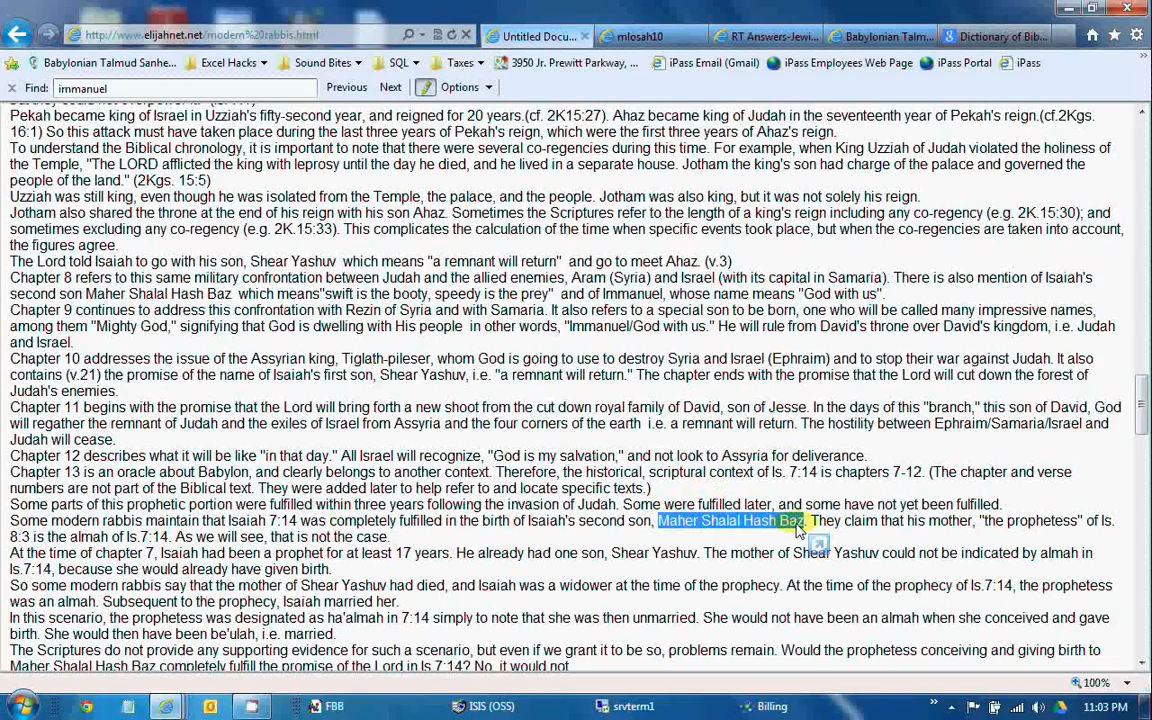 http://www.elijahnet.net/modern%20rabbis.html
Untitled Docu...
mlosah10
RT Answers-Jewi...
Babylonian Talm...
Dictionary of Bib...
Babylonian Talmud Sanhe...
Excel Hacks
Sound Bites
SQL
Taxes
3950 Jr. Prewitt Parkway, ...
iPass Email (Gmail)
iPass Employees Web Page
iPass Portal
iPass
Find: immanuel
Previous
Next
Options
Pekah became king of Israel in Uzziah's fifty-second year, and reigned for 20 years.(cf. 2K15:27). Ahaz became king of Judah in the seventeenth year of Pekah's reign.(cf.2Kgs.
16:1) So this attack must have taken place during the last three years of Pekah's reign, which were the first three years of Ahaz's reign.
To understand the Biblical chronology, it is important to note that there were several co-regencies during this time. For example, when King Uzziah of Judah violated the holiness of
the Temple, "The LORD afflicted the king with leprosy until the day he died, and he lived in a separate house. Jotham the king's son had charge of the palace and governed the
people of the land." (2Kgs. 15:5)
Uzziah was still king, even though he was isolated from the Temple, the palace, and the people. Jotham was also king, but it was not solely his reign.
Jotham also shared the throne at the end of his reign with his son Ahaz. Sometimes the Scriptures refer to the length of a king's reign including any co-regency (e.g. 2K.15:30); and
sometimes excluding any co-regency (e.g. 2K.15:33). This complicates the calculation of the time when specific events took place, but when the co-regencies are taken into account,
the figures agree.
The Lord told Isaiah to go with his son, Shear Yashuv which means "a remnant will return" and go to meet Ahaz. (v.3)
Chapter 8 refers to this same military confrontation between Judah and the allied enemies, Aram (Syria) and Israel (with its capital in Samaria). There is also mention of Isaiah's
second son Maher Shalal Hash Baz which means"swift is the booty, speedy is the prey" and of Immanuel, whose name means "God with us".
Chapter 9 continues to address this confrontation with Rezin of Syria and with Samaria. It also refers to a special son to be born, one who will be called many impressive names,
among them "Mighty God," signifying that God is dwelling with His people in other words, "Immanuel/God with us." He will rule from David's throne over David's kingdom, i.e. Judah
and Israel.
Chapter 10 addresses the issue of the Assyrian king, Tiglath-pileser, whom God is going to use to destroy Syria and Israel (Ephraim) and to stop their war against Judah. It also
contains (v.21) the promise of the name of Isaiah's first son, Shear Yashuv, i.e. "a remnant will return." The chapter ends with the promise that the Lord will cut down the forest of
Judah's enemies.
Chapter 11 begins with the promise that the Lord will bring forth a new shoot from the cut down royal family of David, son of Jesse. In the days of this "branch," this son of David, God
will regather the remnant of Judah and the exiles of Israel from Assyria and the four corners of the earth i.e. a remnant will return. The hostility between Ephraim/Samaria/Israel and
Judah will cease.
Chapter 12 describes what it will be like "in that day." All Israel will recognize, "God is my salvation," and not look to Assyria for deliverance.
Chapter 13 is an oracle about Babylon, and clearly belongs to another context. Therefore, the historical, scriptural context of Is. 7:14 is chapters 7-12. (The chapter and verse
numbers are not part of the Biblical text. They were added later to help refer to and locate specific texts.)
Some parts of this prophetic portion were fulfilled within three years following the invasion of Judah. Some were fulfilled later, and some have not yet been fulfilled.
Some modern rabbis maintain that Isaiah 7:14 was completely fulfilled in the birth of Isaiah's second son, Maher Shalal Hash Baz. They claim that his mother, "the prophetess" of Is.
8:3 is the almah of Is.7:14. As we will see, that is not the case.
At the time of chapter 7, Isaiah had been a prophet for at least 17 years. He already had one son, Shear Yashuv. The mother of Shear Yashuv could not be indicated by almah in
Is.7:14, because she would already have given birth.
So some modern rabbis say that the mother of Shear Yashuv had died, and Isaiah was a widower at the time of the prophecy. At the time of the prophecy of Is.7:14, the prophetess
was an almah. Subsequent to the prophecy, Isaiah married her.
In this scenario, the prophetess was designated as ha'almah in 7:14 simply to note that she was then unmarried. She would not have been an almah when she conceived and gave
birth. She would then have been be'ulah, i.e. married.
The Scriptures do not provide any supporting evidence for such a scenario, but even if we grant it to be so, problems remain. Would the prophetess conceiving and giving birth to
Maher Shalal Hash Baz completely fulfill the promise of the Lord in Is 7:14? No, it would not
100%
FBB
ISIS (OSS)
srvterm1
Billing
11:03 PM